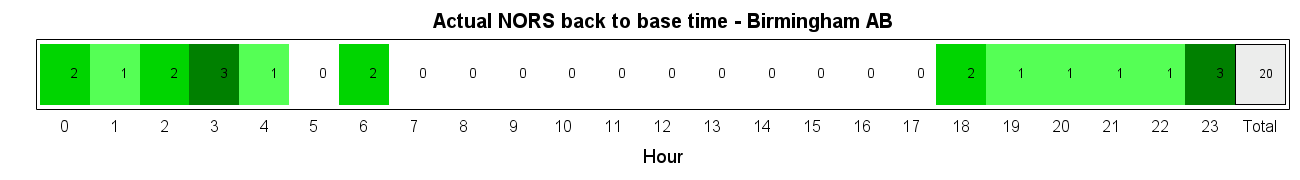 Actual NORS back to base time - Birmingham AB
2 1 2 3 1 0 2 0 0 0 0 0 0 0 0 0 0 0 2 1 1 1 1 3 20
0 1 2 3 4 5 6 7 8 9 10 11 12 13 14 15 16 17 18 19 20 21 22 23 Total
Hour